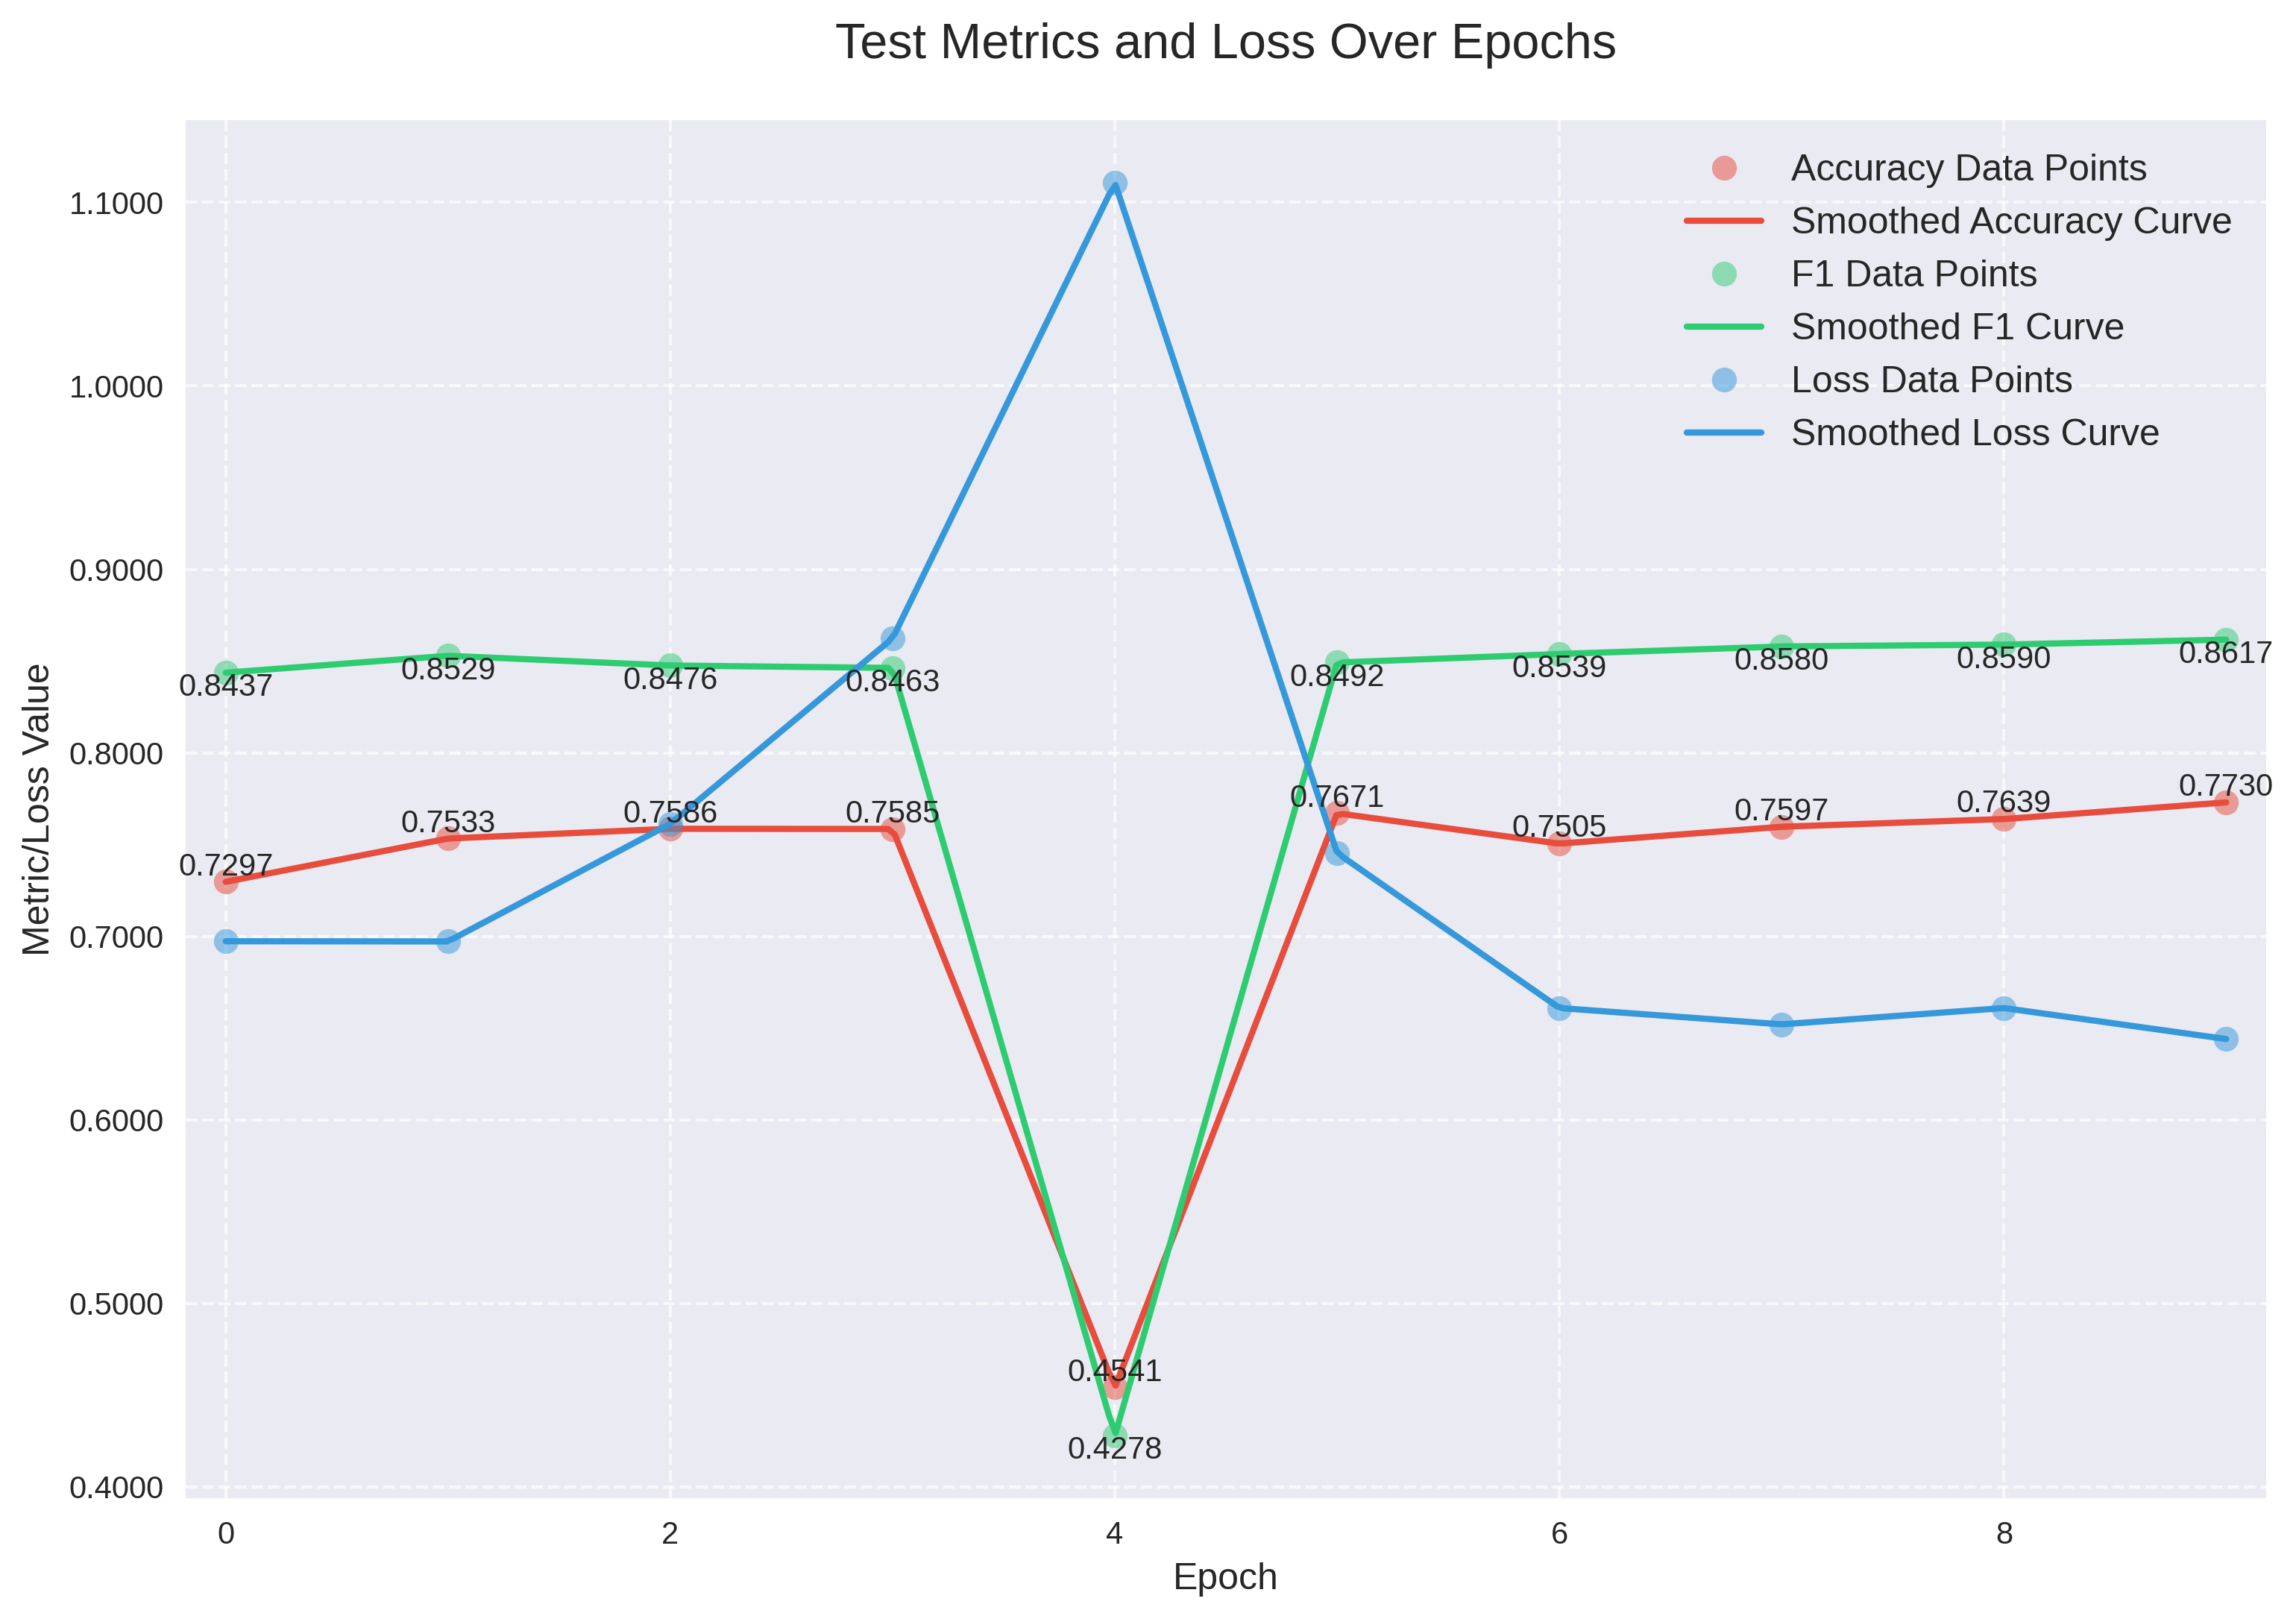 Test Metrics and Loss Over Epochs
Accuracy Data Points
Smoothed Accuracy Curve
F1 Data Points
Smoothed F1 Curve
Loss Data Points
Smoothed Loss Curve
Metric/Loss Value
1.1000
1.0000
0.9000
0.8000
0.7000
0.6000
0.5000
0.4000
0.8437
0.8529
0.8476
0.8463
0.4278
0.8492
0.8539
0.8580
0.8590
0.8617
0.7297
0.7533
0.7586
0.7585
0.4541
0.7671
0.7505
0.7597
0.7639
0.7730
0 2 4 6 8
Epoch